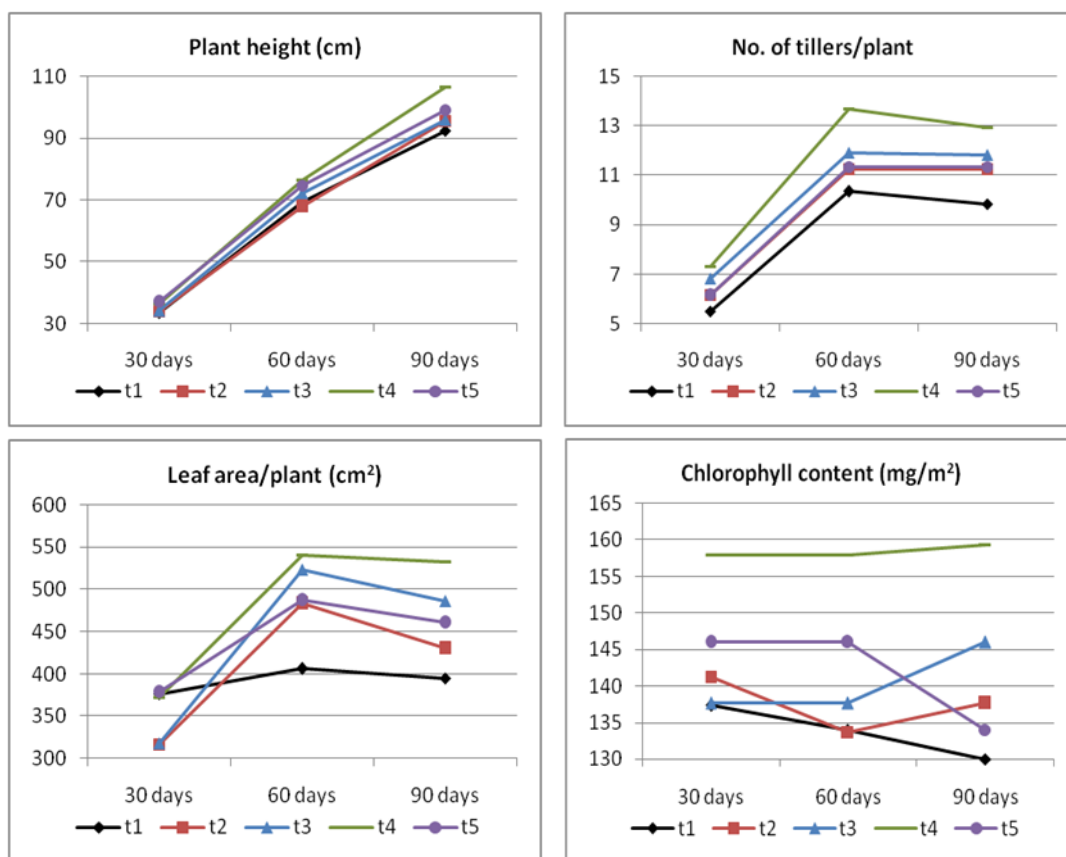 Plant height (cm)
110
90
70
50
30
30 days 60 days 90 days
t1 t2 t3 t4 t5
No. of tillers/plant
15
13
11
9
7
5
30 days 60 days 90 days
t1 t2 t3 t4 t5
Leaf area/plant (cm²)
600
550
500
450
400
350
300
30 days 60 days 90 days
t1 t2 t3 t4 t5
Chlorophyll content (mg/m²)
165
160
155
150
145
140
135
130
30 days 60 days 90 days
t1 t2 t3 t4 t5